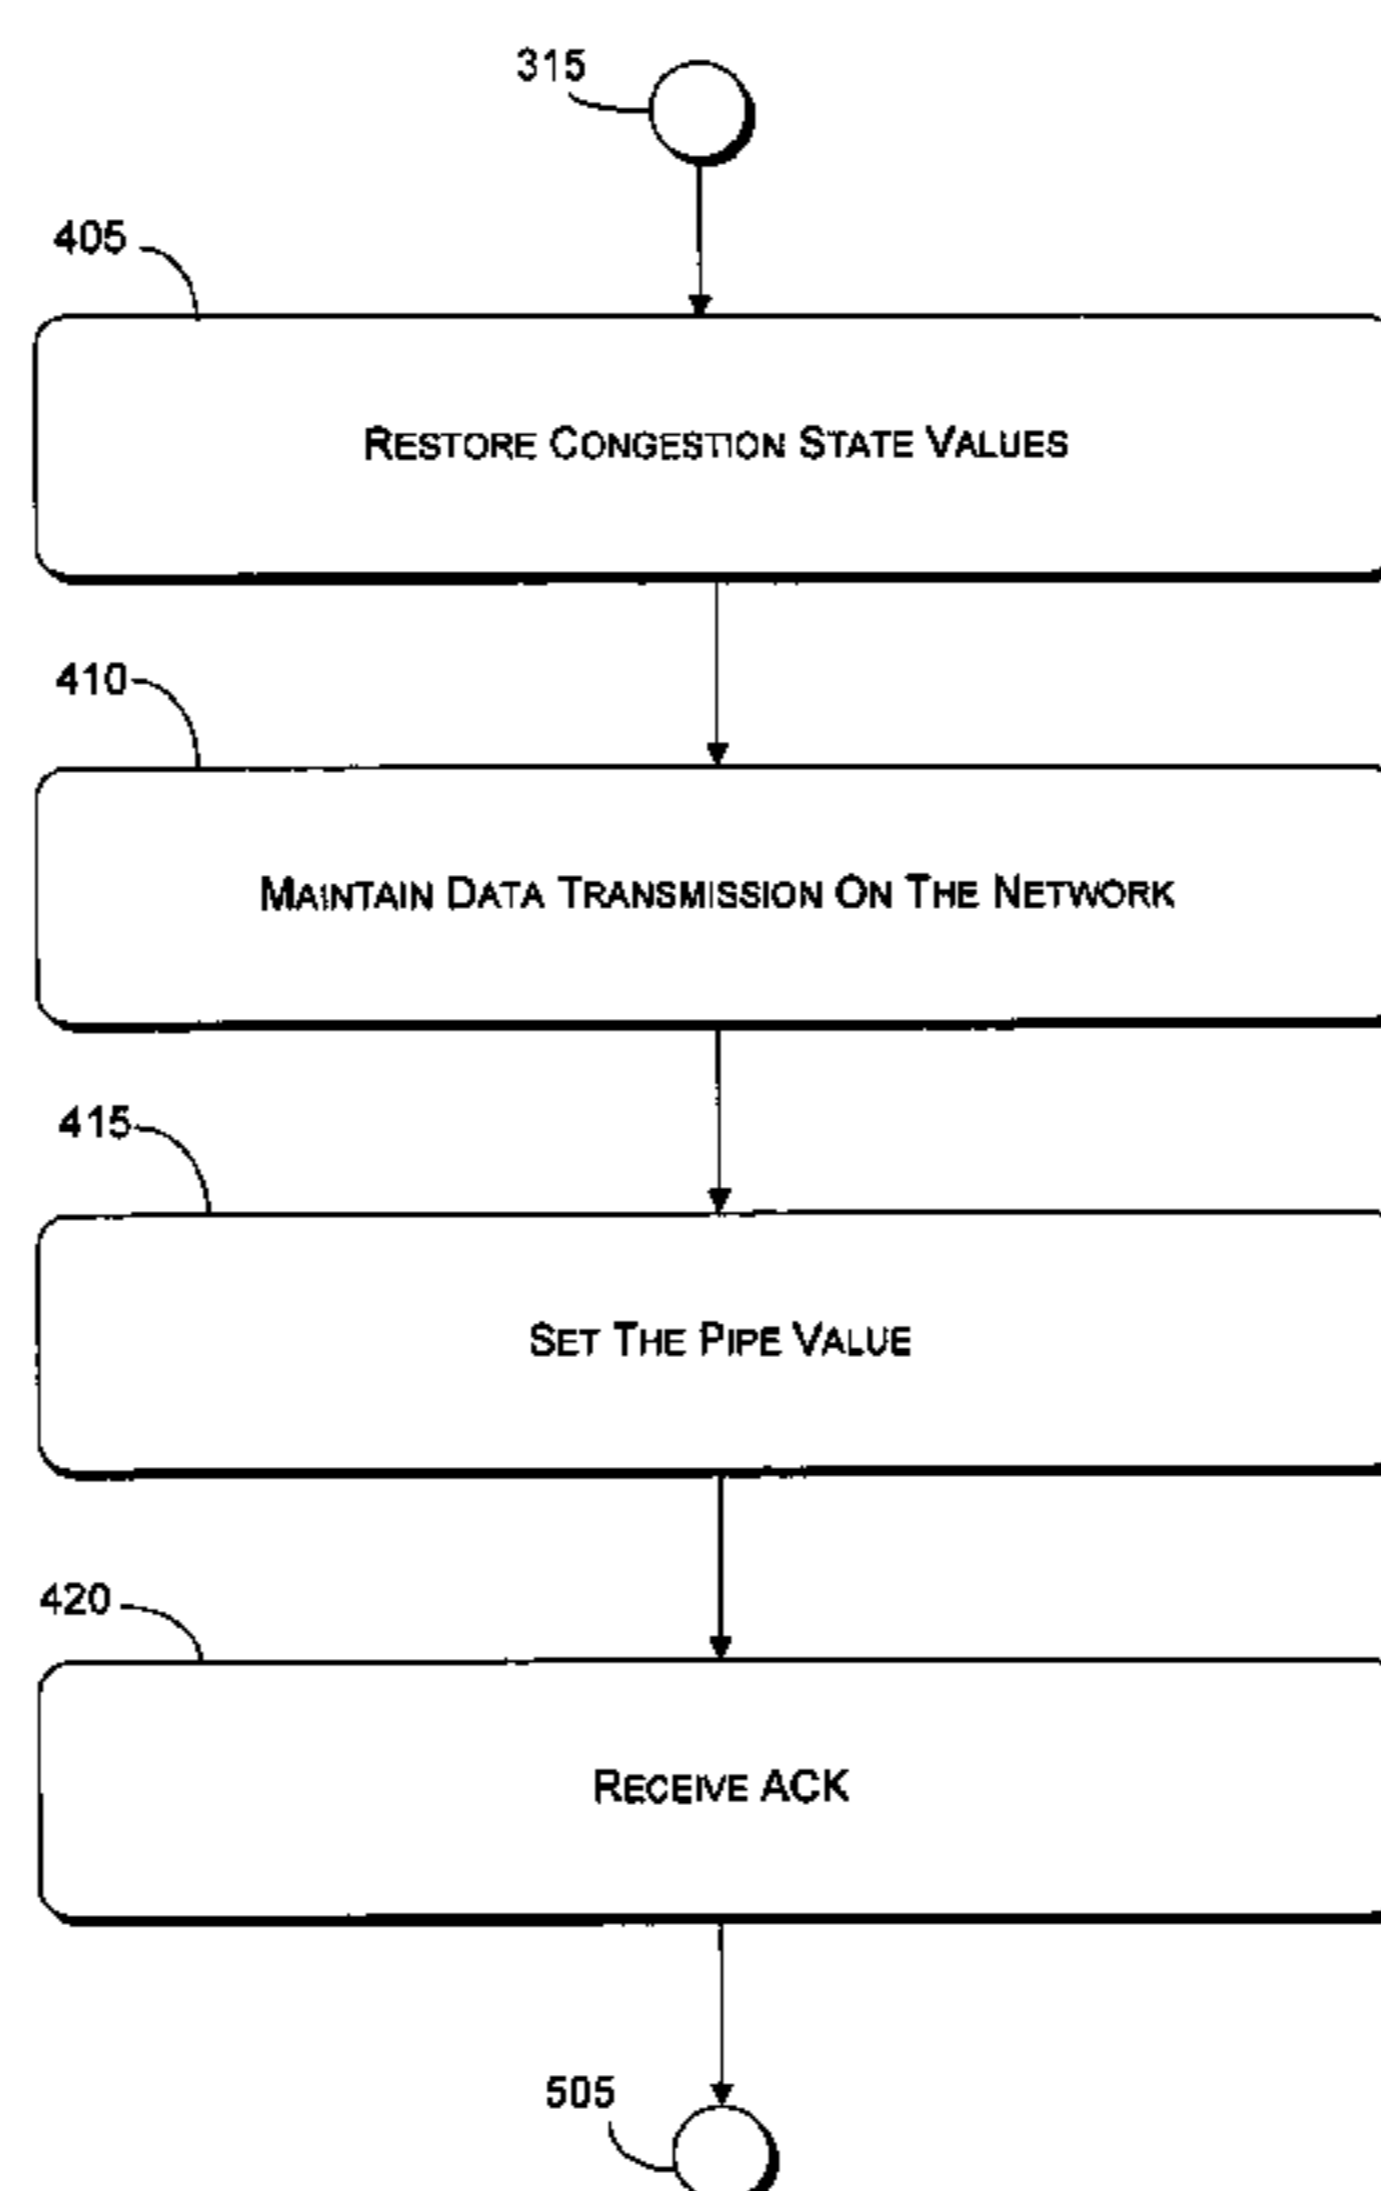 315
405
RESTORE CONGESTION STATE VALUES
410
MAINTAIN DATA TRANSMISSION ON THE NETWORK
415
SET THE PIPE VALUE
420
RECEIVE ACK
505